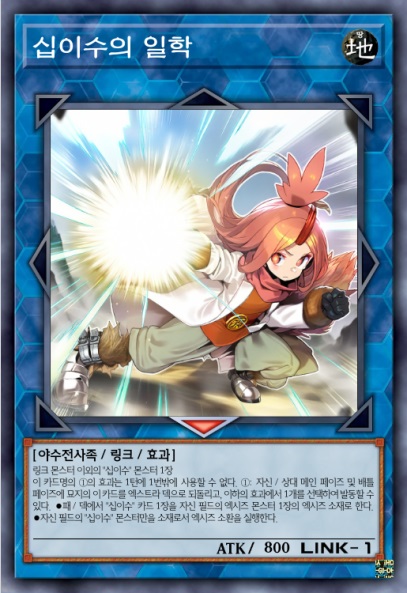 십이수의 일학
땅
地
[야수전사족 / 링크 / 효과]
링크 몬스터 이외의 "십이수" 몬스터 1장
이 카드명의 ①의 효과는 1턴에 1번밖에 사용할 수 없다. ①: 자신 / 상대 메인 페이즈 및 배틀
페이즈에 묘지의 이 카드를 엑스트라 덱으로 되돌리고, 이하의 효과에서 1개를 선택하여 발동할 수
있다. ●패 / 덱에서 "십이수" 카드 1장을 자신 필드의 엑시즈 몬스터 1장의 엑시즈 소재로 한다.
●자신 필드의 "십이수" 몬스터만을 소재로서 엑시즈 소환을 실행한다.
ATK/ 800 LINK-1